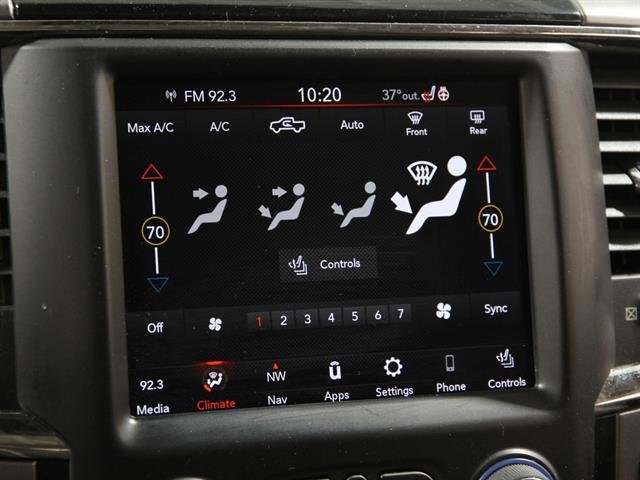 FM 92.3 10:20 37° out.
Max A/C A/C Auto Front Rear
70 70
Controls
Off 1 2 3 4 5 6 7 Sync
92.3 NW
Media Climate Nav Apps Settings Phone Controls